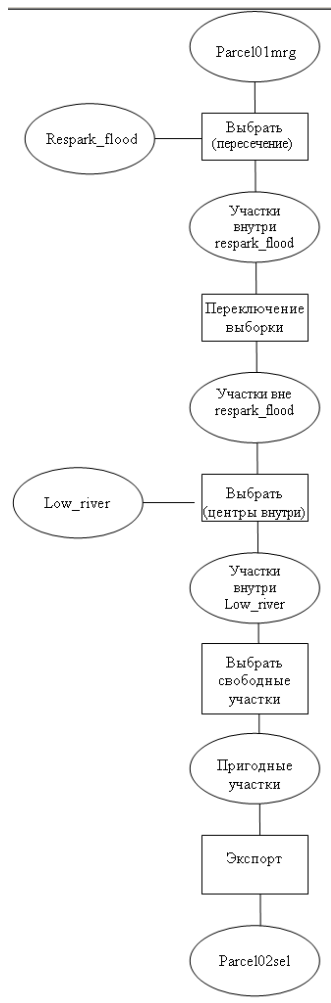 Parcel01mrg
Respark_flood
Выбрать
(пересечение)
Участки
внутри
respark_flood
Переключение
выборки
Участки вне
respark_flood
Low_river
Выбрать
(центры внутри)
Участки
внутри
Low_river
Выбрать
свободные
участки
Пригодные
участки
Экспорт
Parcel02sel